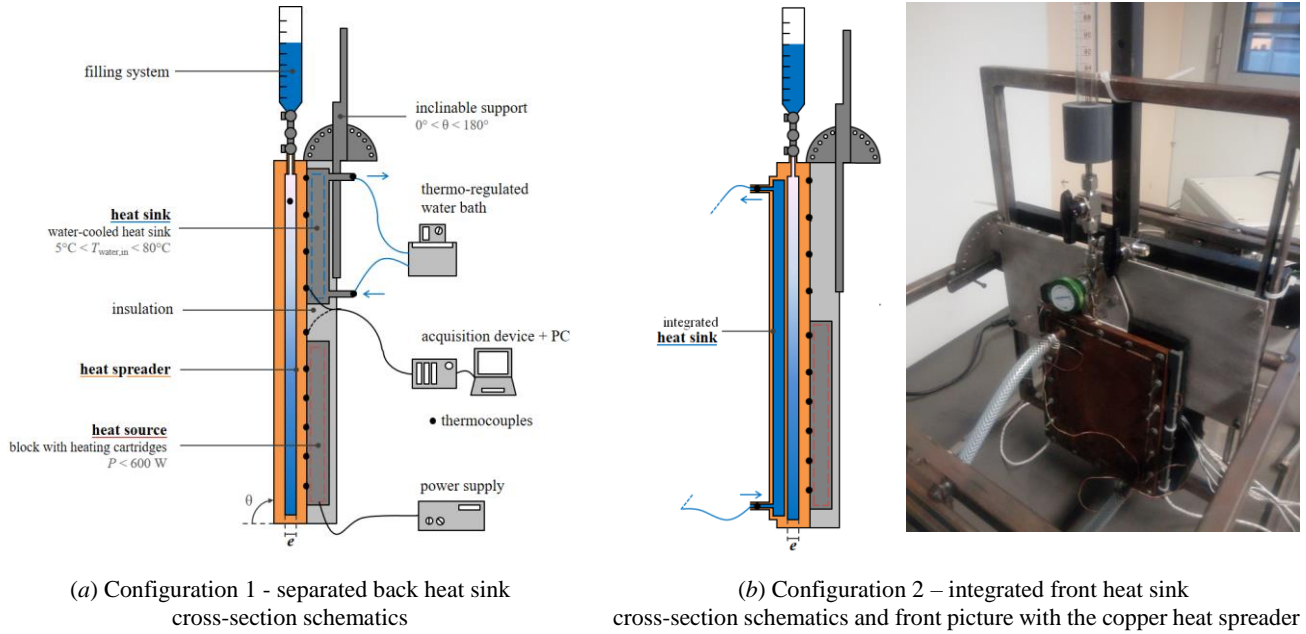 filling system
inclinable support
0° < θ < 180°
thermo-regulated
water bath
heat sink
water-cooled heat sink
5°C < Twater,in < 80°C
insulation
acquisition device + PC
heat spreader
• thermocouples
heat source
block with heating cartridges
P < 600 W
power supply
θ
e
integrated
heat sink
e
(a) Configuration 1 - separated back heat sink
cross-section schematics
(b) Configuration 2 – integrated front heat sink
cross-section schematics and front picture with the copper heat spreader